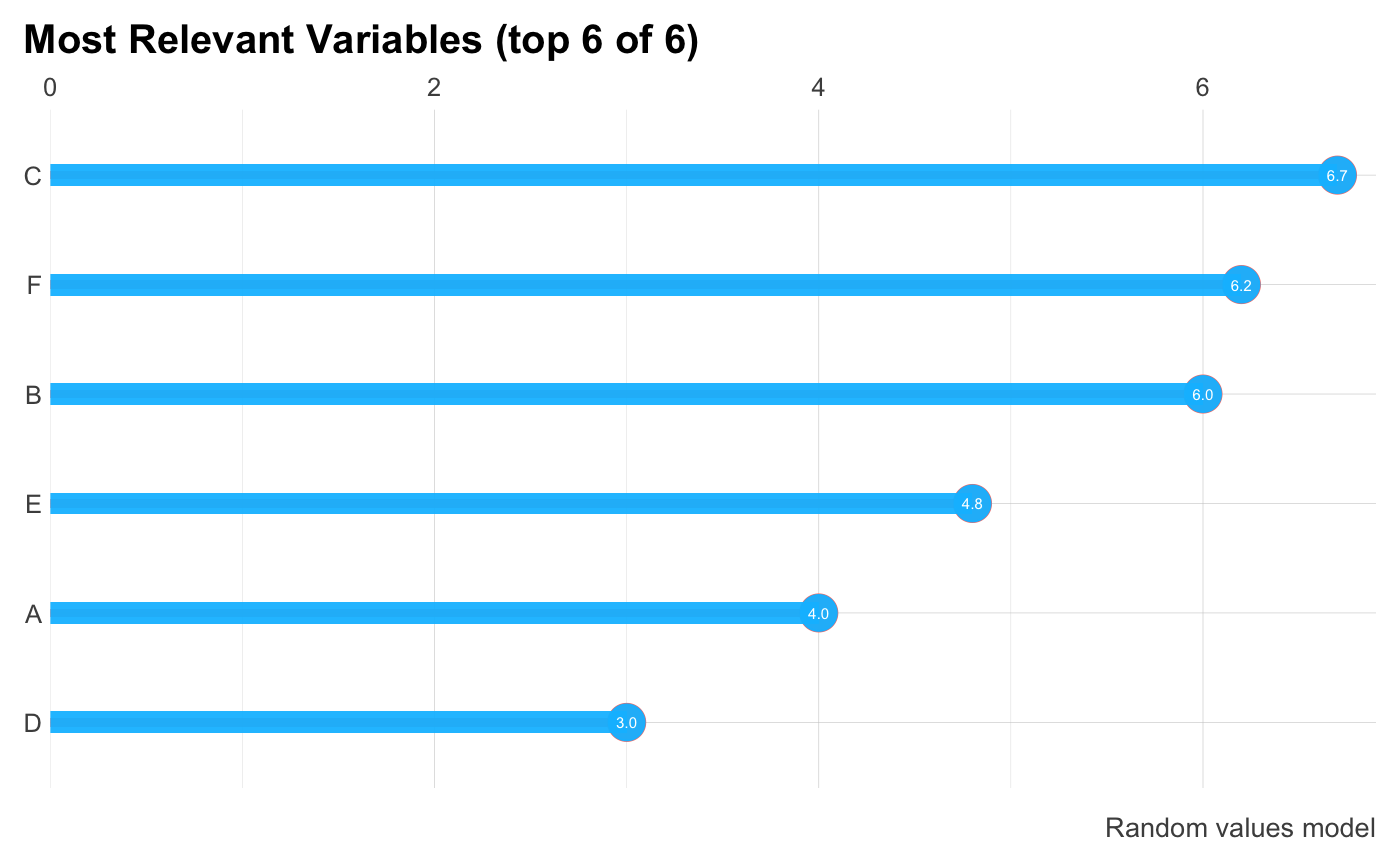 Most Relevant Variables (top 6 of 6)
0 2 4 6
C 6.7
F 6.2
B 6.0
E 4.8
A 4.0
D 3.0
Random values model